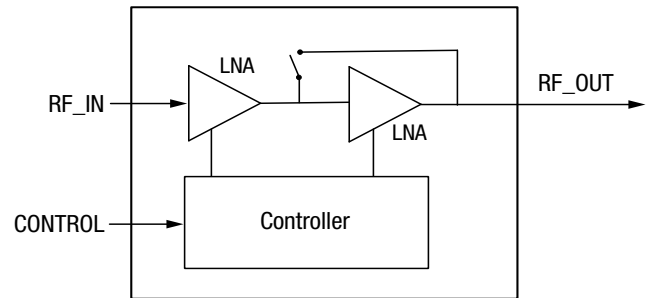 LNA
RF_IN
RF_OUT
LNA
CONTROL
Controller